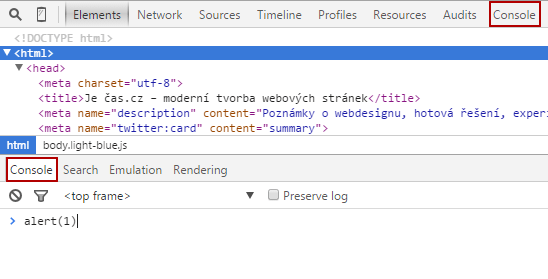 Elements Network Sources Timeline Profiles Resources Audits Console
<!DOCTYPE html>
<html>
<head>
<meta charset="utf-8">
<title>Je čas.cz – moderní tvorba webových stránek</title>
<meta name="description" content="Poznámky o webdesignu, hotová řešení, experi
<meta name="twitter:card" content="summary">
html body.light-blue.js
Console Search Emulation Rendering
<top frame> Preserve log
> alert(1)